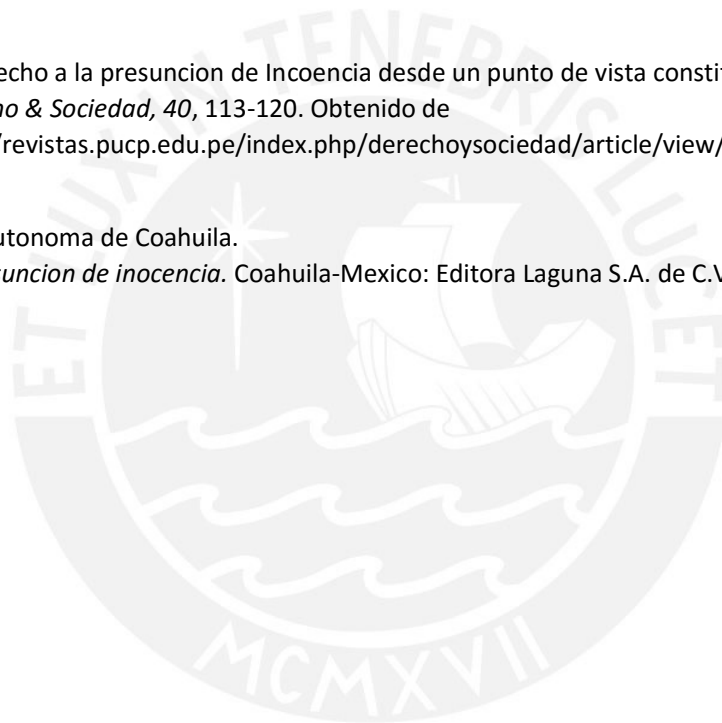 echo a la presuncion de Incoencia desde un punto de vista constit
o & Sociedad, 40, 113-120. Obtenido de
/revistas.pucp.edu.pe/index.php/derechoysociedad/article/view/
utonoma de Coahuila.
uncion de inocencia. Coahuila-Mexico: Editora Laguna S.A. de C.V
ET LUX IN TENEBRIS LUCET
MCMXVII